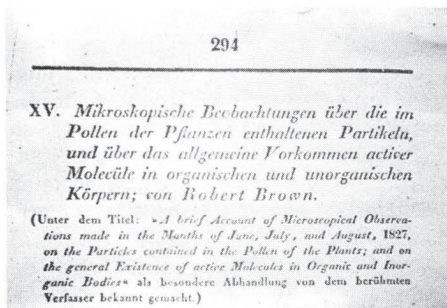 294
XV. Mikroskopische Beobachtungen über die im
Pollen der Pflanzen enthaltenen Partikeln,
und über das allgemeine Vorkommen activer
Molecüle in organischen und unorganischen
Körpern; von Robert Brown.
(Unter dem Titel: »A brief Account of Microscopical Observa-
tions made in the Months of June, July, and August, 1827,
on the Particles contained in the Pollen of the Plants; and on
the general Existence of active Molecules in Organic and Inor-
ganic Bodies« als besondere Abhandlung von dem berühmten
Verfasser bekannt gemacht.)